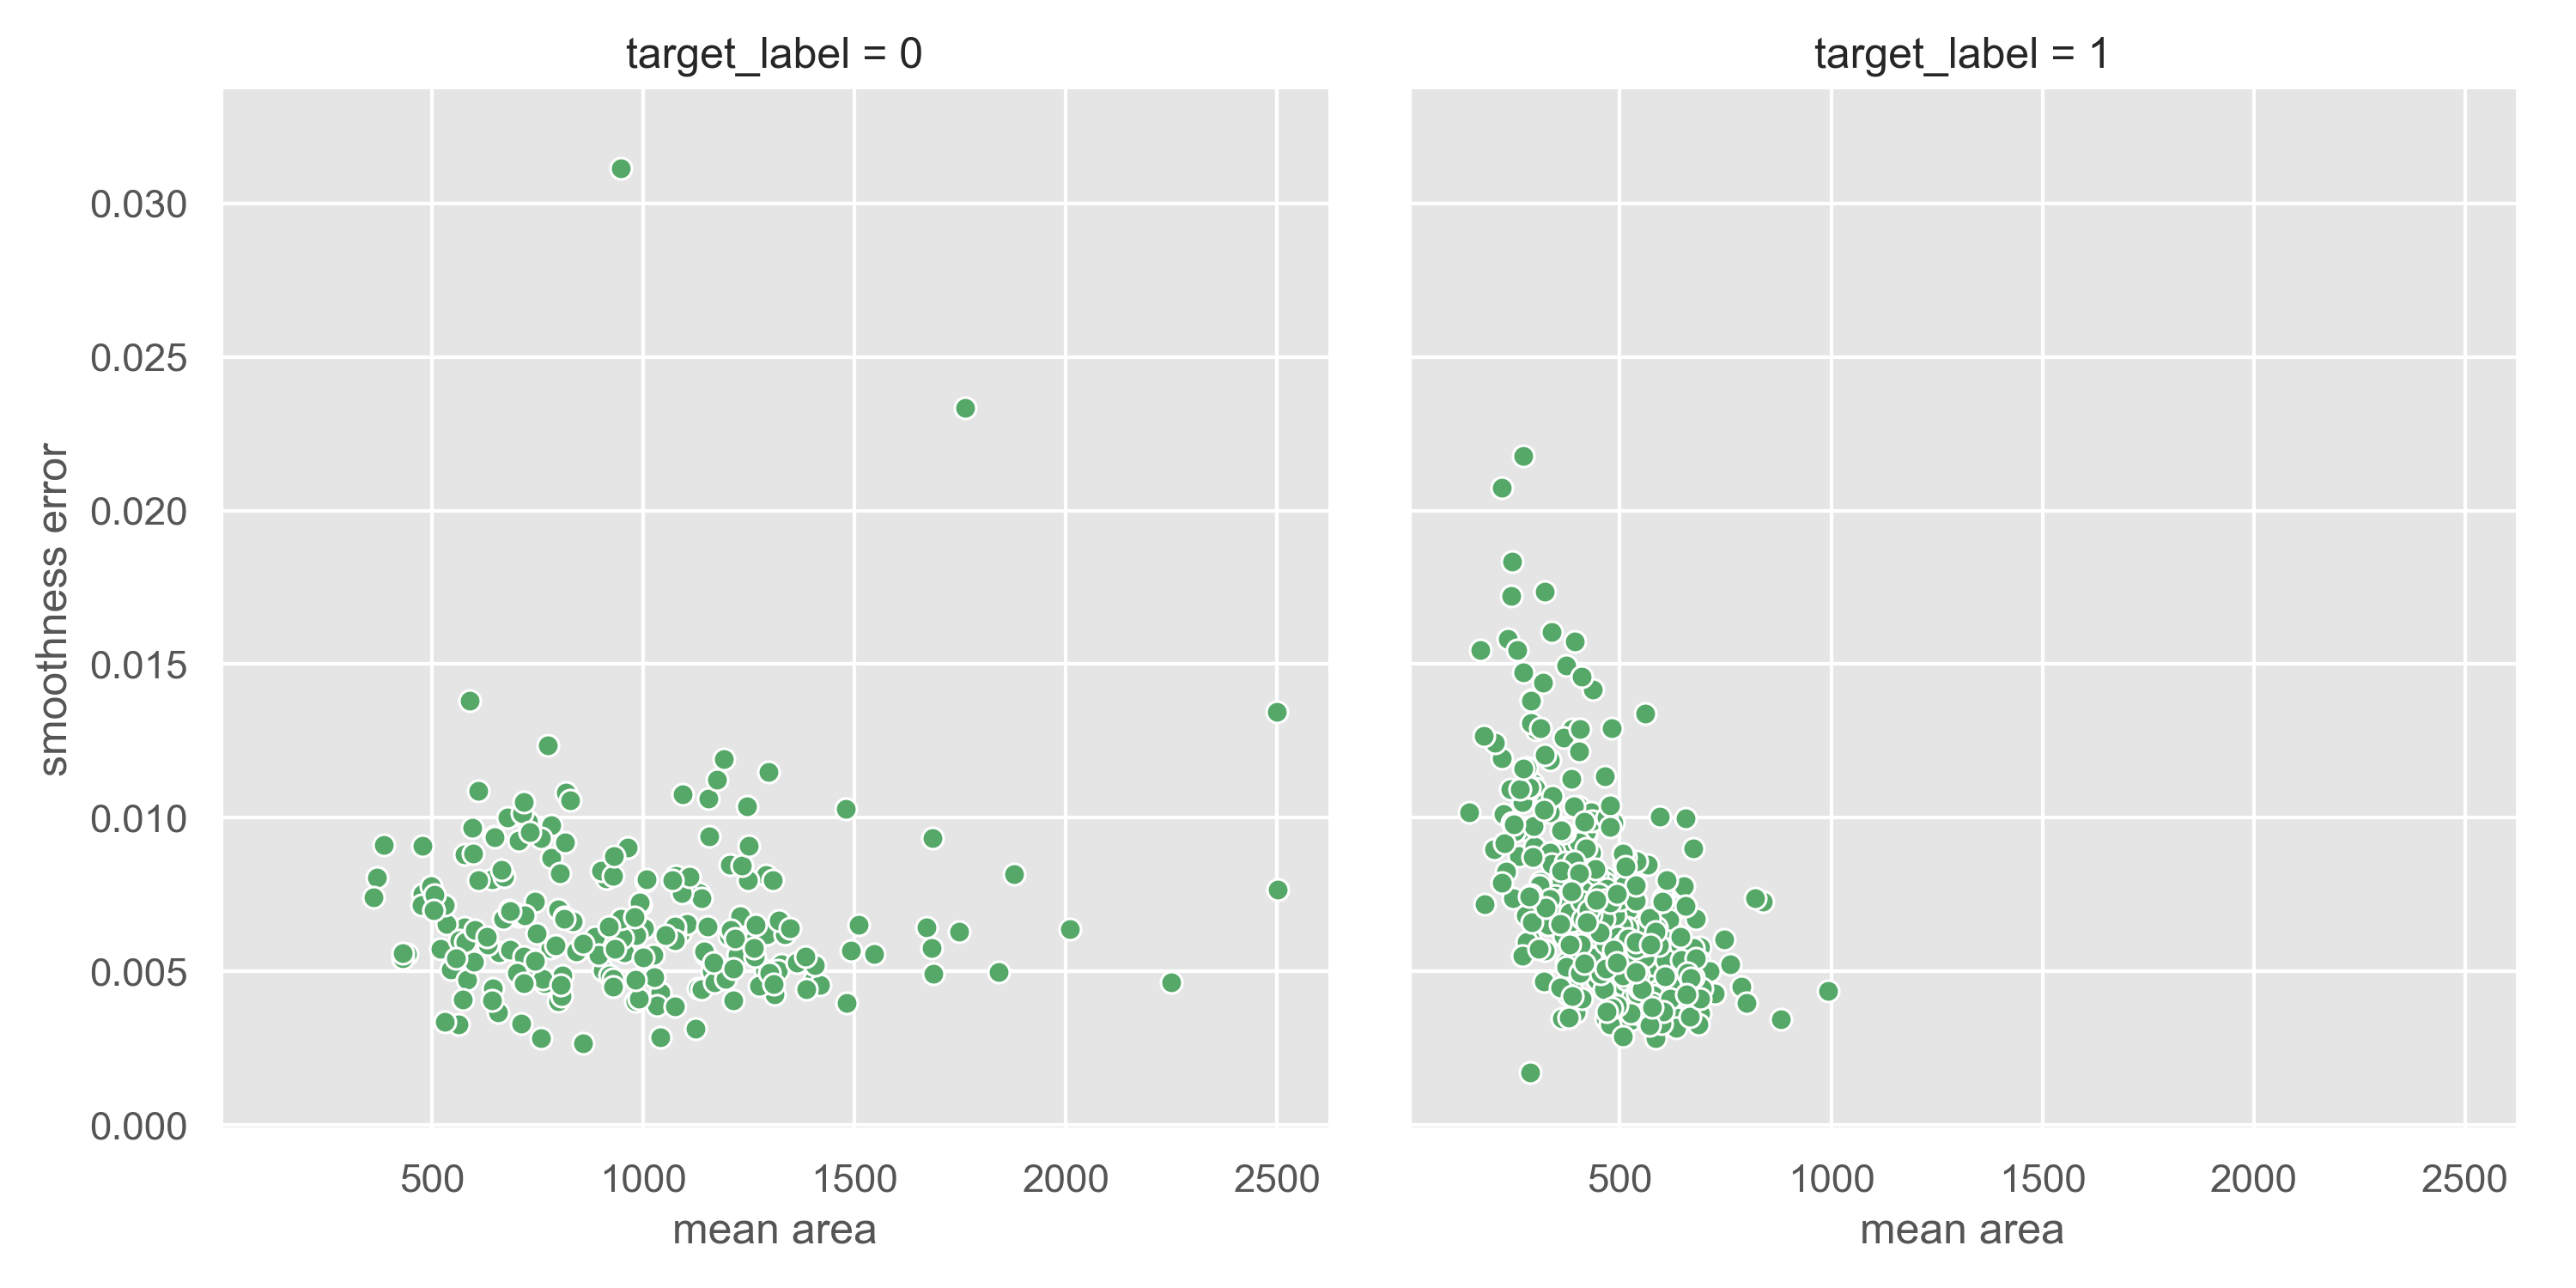 target_label = 0
target_label = 1
smoothness error
0.030
0.025
0.020
0.015
0.010
0.005
0.000
500 1000 1500 2000 2500
500 1000 1500 2000 2500
mean area
mean area